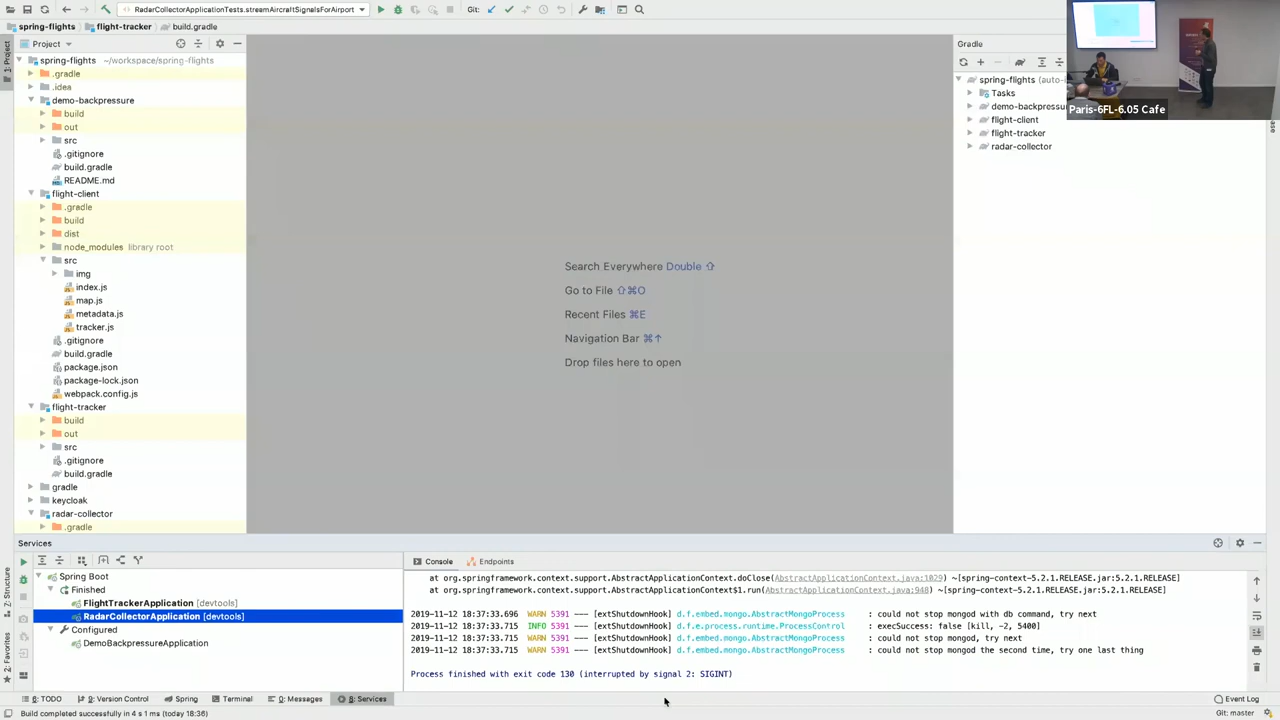 RadarCollectorApplicationTests.streamAircraftSignalsForAirport
Git:
spring-flights
flight-tracker
build.gradle
1: Project
Project
spring-flights ~/workspace/spring-flights
.gradle
.idea
demo-backpressure
build
out
src
.gitignore
build.gradle
README.md
flight-client
.gradle
build
dist
node_modules library root
src
img
index.js
map.js
metadata.js
tracker.js
.gitignore
build.gradle
package.json
package-lock.json
webpack.config.js
flight-tracker
build
out
src
.gitignore
build.gradle
gradle
keycloak
radar-collector
.gradle
Search Everywhere Double ⇧
Go to File ⇧⌘O
Recent Files ⌘E
Navigation Bar ⌘↑
Drop files here to open
Gradle
spring-flights (auto-
Tasks
demo-backpressu
flight-client
flight-tracker
radar-collector
Paris-6FL-6.05 Cafe
Services
Spring Boot
Finished
FlightTrackerApplication [devtools]
RadarCollectorApplication [devtools]
Configured
DemoBackpressureApplication
Console
Endpoints
at org.springframework.context.support.AbstractApplicationContext.doClose(AbstractApplicationContext.java:1029) ~[spring-context-5.2.1.RELEASE.jar:5.2.1.RELEASE]
at org.springframework.context.support.AbstractApplicationContext$1.run(AbstractApplicationContext.java:948) ~[spring-context-5.2.1.RELEASE.jar:5.2.1.RELEASE]
2019-11-12 18:37:33.696 WARN 5391 --- [extShutdownHook] d.f.embed.mongo.AbstractMongoProcess : could not stop mongod with db command, try next
2019-11-12 18:37:33.715 INFO 5391 --- [extShutdownHook] d.f.e.process.runtime.ProcessControl : execSuccess: false [kill, -2, 5400]
2019-11-12 18:37:33.715 WARN 5391 --- [extShutdownHook] d.f.embed.mongo.AbstractMongoProcess : could not stop mongod, try next
2019-11-12 18:37:33.715 WARN 5391 --- [extShutdownHook] d.f.embed.mongo.AbstractMongoProcess : could not stop mongod the second time, try one last thing
Process finished with exit code 130 (interrupted by signal 2: SIGINT)
7: Structure
2: Favorites
6: TODO
9: Version Control
Spring
Terminal
0: Messages
8: Services
Event Log
Build completed successfully in 4 s 1 ms (today 18:36)
Git: master